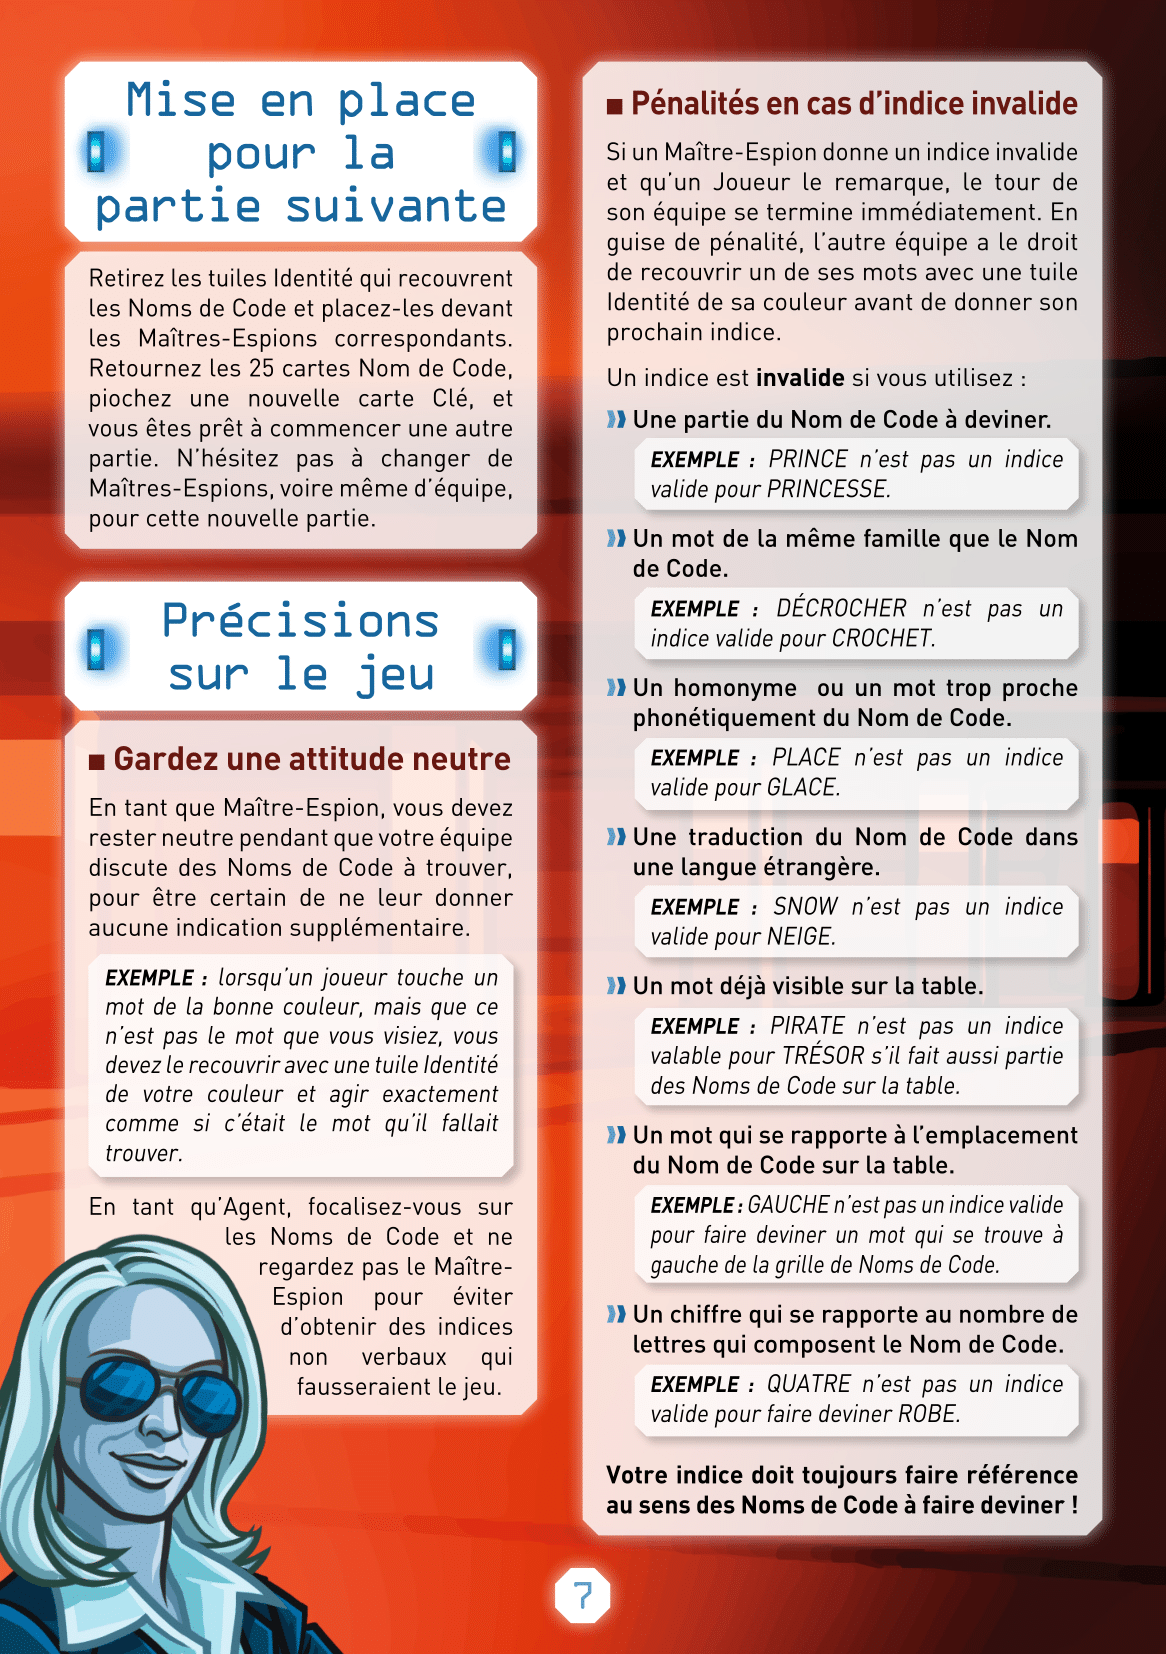 Mise en place
pour la
partie suivante
Retirez les tuiles Identité qui recouvrent
les Noms de Code et placez-les devant
les Maîtres-Espions correspondants.
Retournez les 25 cartes Nom de Code,
piochez une nouvelle carte Clé, et
vous êtes prêt à commencer une autre
partie. N’hésitez pas à changer de
Maîtres-Espions, voire même d’équipe,
pour cette nouvelle partie.
Précisions
sur le jeu
■ Gardez une attitude neutre
En tant que Maître-Espion, vous devez
rester neutre pendant que votre équipe
discute des Noms de Code à trouver,
pour être certain de ne leur donner
aucune indication supplémentaire.
EXEMPLE : lorsqu’un joueur touche un
mot de la bonne couleur, mais que ce
n’est pas le mot que vous visiez, vous
devez le recouvrir avec une tuile Identité
de votre couleur et agir exactement
comme si c’était le mot qu’il fallait
trouver.
En tant qu’Agent, focalisez-vous sur
les Noms de Code et ne
regardez pas le Maître-
Espion pour éviter
d’obtenir des indices
non verbaux qui
fausseraient le jeu.
■ Pénalités en cas d’indice invalide
Si un Maître-Espion donne un indice invalide
et qu’un Joueur le remarque, le tour de
son équipe se termine immédiatement. En
guise de pénalité, l’autre équipe a le droit
de recouvrir un de ses mots avec une tuile
Identité de sa couleur avant de donner son
prochain indice.
Un indice est invalide si vous utilisez :
Une partie du Nom de Code à deviner.
EXEMPLE : PRINCE n’est pas un indice
valide pour PRINCESSE.
Un mot de la même famille que le Nom
de Code.
EXEMPLE : DÉCROCHER n’est pas un
indice valide pour CROCHET.
Un homonyme ou un mot trop proche
phonétiquement du Nom de Code.
EXEMPLE : PLACE n’est pas un indice
valide pour GLACE.
Une traduction du Nom de Code dans
une langue étrangère.
EXEMPLE : SNOW n’est pas un indice
valide pour NEIGE.
Un mot déjà visible sur la table.
EXEMPLE : PIRATE n’est pas un indice
valable pour TRÉSOR s’il fait aussi partie
des Noms de Code sur la table.
Un mot qui se rapporte à l’emplacement
du Nom de Code sur la table.
EXEMPLE : GAUCHE n’est pas un indice valide
pour faire deviner un mot qui se trouve à
gauche de la grille de Noms de Code.
Un chiffre qui se rapporte au nombre de
lettres qui composent le Nom de Code.
EXEMPLE : QUATRE n’est pas un indice
valide pour faire deviner ROBE.
Votre indice doit toujours faire référence
au sens des Noms de Code à faire deviner !
7